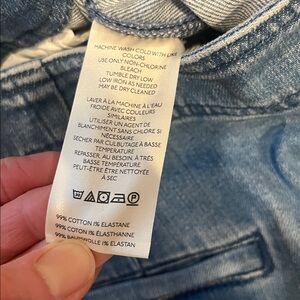 MACHINE WASH COLD WITH LIKE
COLORS
USE ONLY NON-CHLORINE
BLEACH
TUMBLE DRY LOW
LOW IRON AS NEEDED
MAY BE DRY CLEANED
LAVER À LA MACHINE À L'EAU
FROIDE AVEC COULEURS
SIMILAIRES
UTILISER UN AGENT DE
BLANCHIMENT SANS CHLORE SI
NÉCESSAIRE
SECHER PAR CULBUTAGE À BASSE
TEMPERATURE
REPASSER, AU BESOIN, À TRÈS
BASSE TEMPÉRATURE
PEUT-ÊTRE ÊTRE NETTOYÉE
À SEC
99% COTTON 1% ELASTANE
99% COTON 1% ÉLASTHANNE
99% BAUMWOLLE 1% ELASTAN